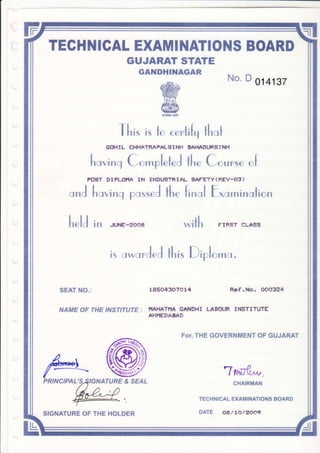 TECHNICAL EXAMINATIONS BOARD
GUJARAT STATE
GANDHINAGAR
No. D 014137
This is to certify that
GOHIL CHHATRAPALSINH BAHADURSINH
having Completed the Course of
POST DIPLOMA IN INDUSTRIAL SAFETY(REV-03)
and having passed the final Examination
held in JUNE-2008 with FIRST CLASS
is awarded this Diploma.
SEAT NO.: 18504307014 Ref.No. 000324
NAME OF THE INSTITUTE : MAHATMA GANDHI LABOUR INSTITUTE
AHMEDABAD
For, THE GOVERNMENT OF GUJARAT
PRINCIPAL'S SIGNATURE & SEAL
CHAIRMAN
TECHNICAL EXAMINATIONS BOARD
SIGNATURE OF THE HOLDER
DATE 08/10/2009